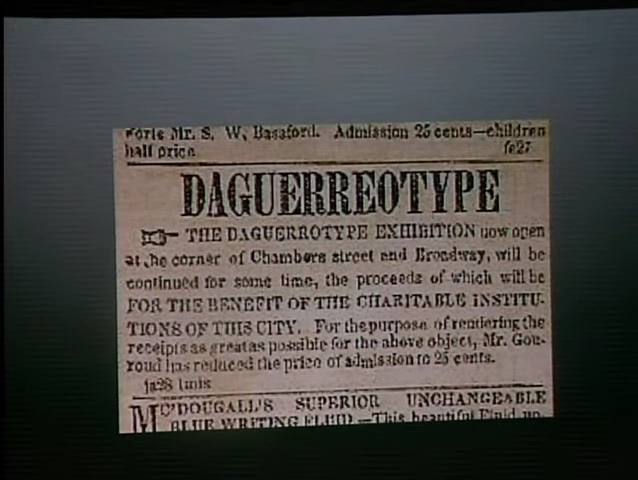 forte Mr. S. W. Bassford. Admission 25 cents—children
half price. fe27
DAGUERREOTYPE
THE DAGUERROTYPE EXHIBITION now open
at the corner of Chambers street and Broadway, will be
continued for some time, the proceeds of which will be
FOR THE BENEFIT OF THE CHARITABLE INSTITU-
TIONS OF THIS CITY. For the purpose of rendering the
receipts as great as possible for the above object, Mr. Gou-
roud has reduced the price of admission to 25 cents.
ja28 1mis
McDOUGALL'S SUPERIOR UNCHANGEABLE
BLUE WRITING FLUID.—This beautiful Fluid